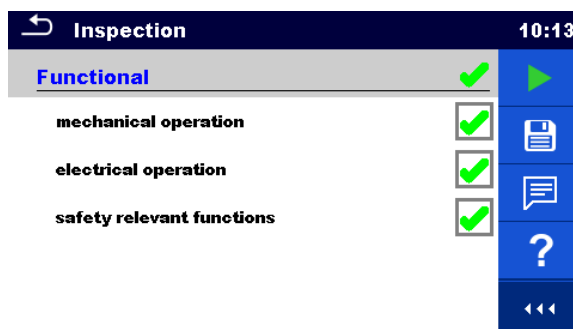 Inspection 10:13
Functional
mechanical operation
electrical operation
safety relevant functions
?